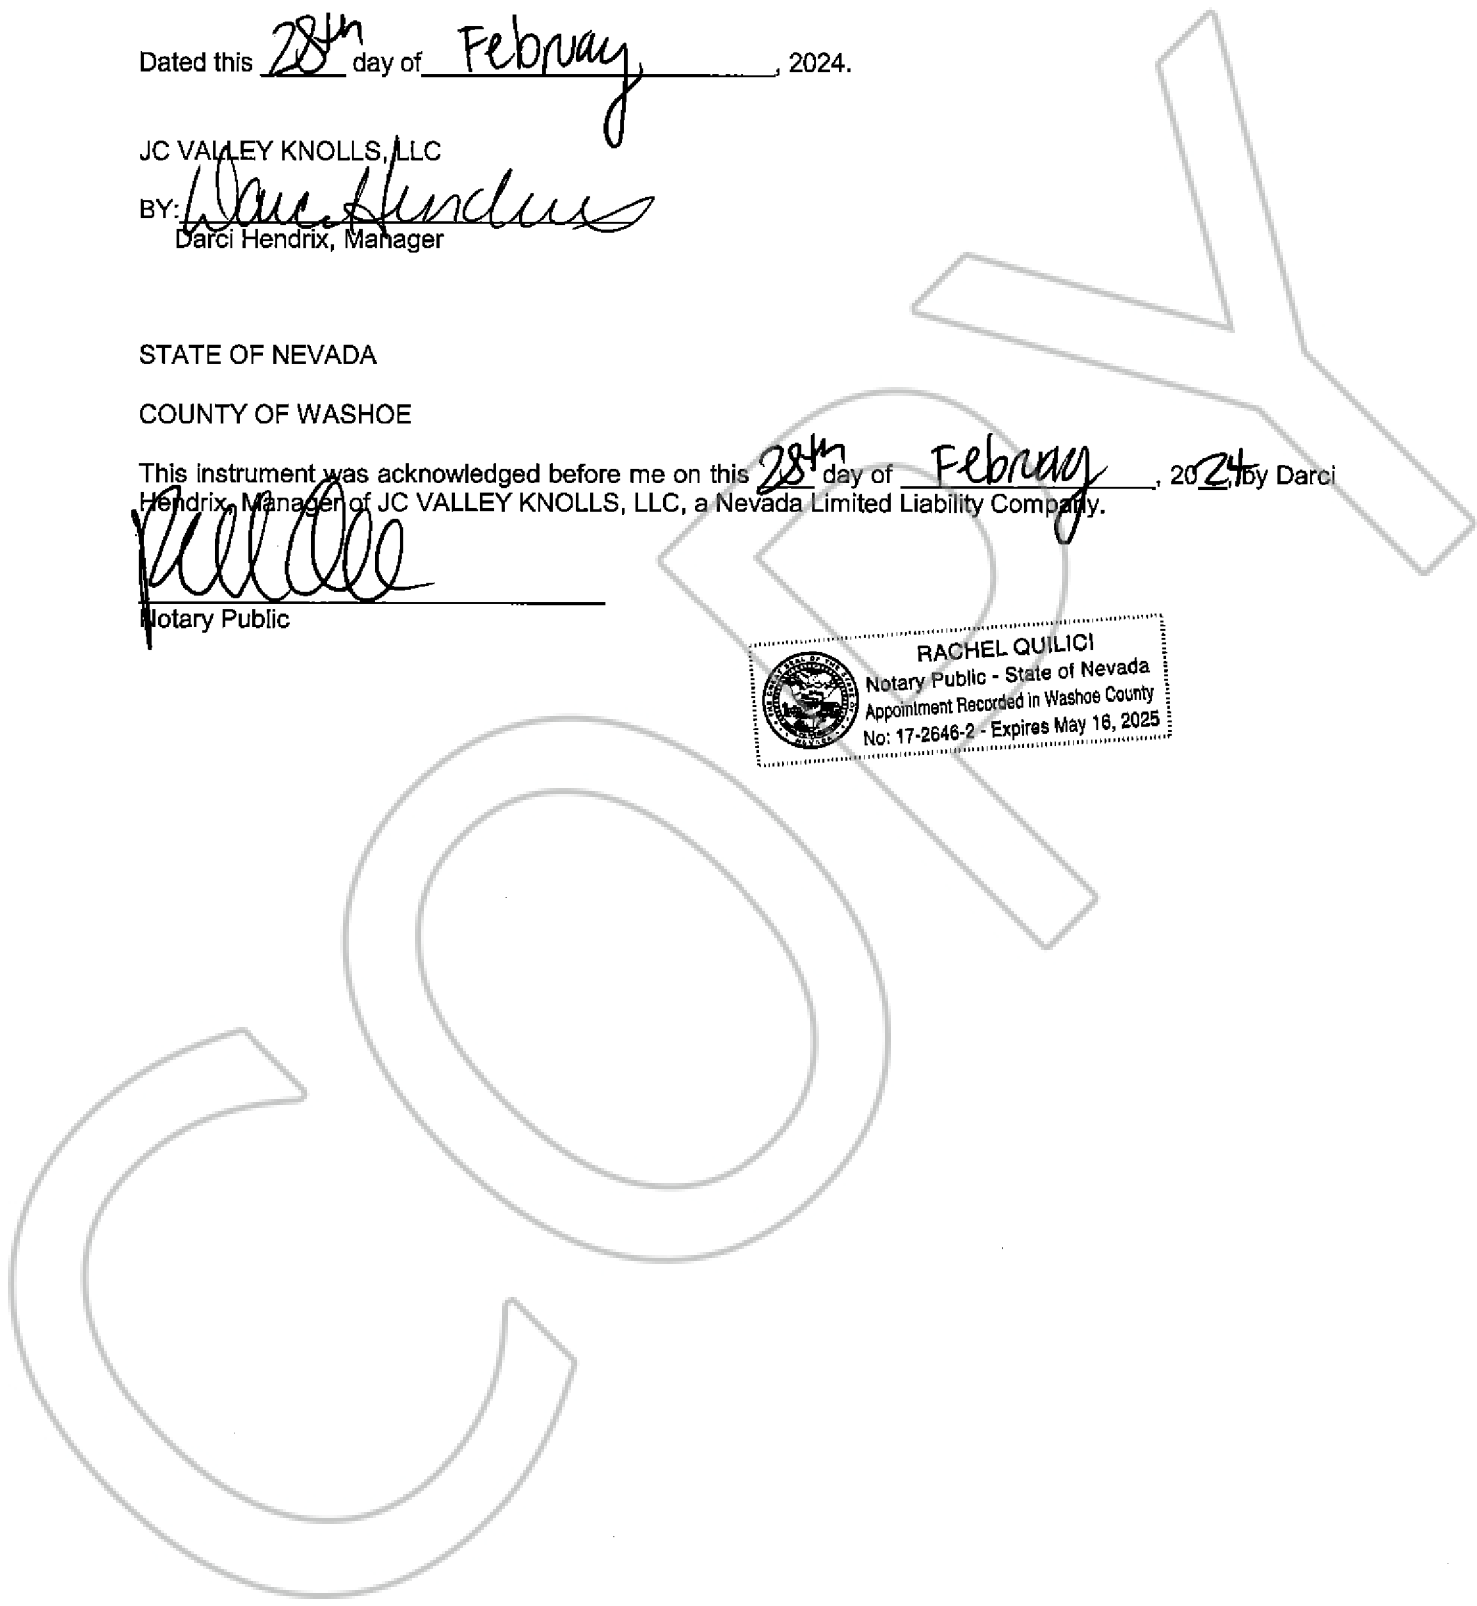 Dated this 28th day of February, 2024.
JC VALLEY KNOLLS, LLC
BY:
Darci Hendrix, Manager
STATE OF NEVADA
COUNTY OF WASHOE
This instrument was acknowledged before me on this 28th day of February, 2024, by Darci
Hendrix, Manager of JC VALLEY KNOLLS, LLC, a Nevada Limited Liability Company.
Notary Public
RACHEL QUILICI
Notary Public - State of Nevada
Appointment Recorded in Washoe County
No: 17-2646-2 - Expires May 16, 2025
COPY